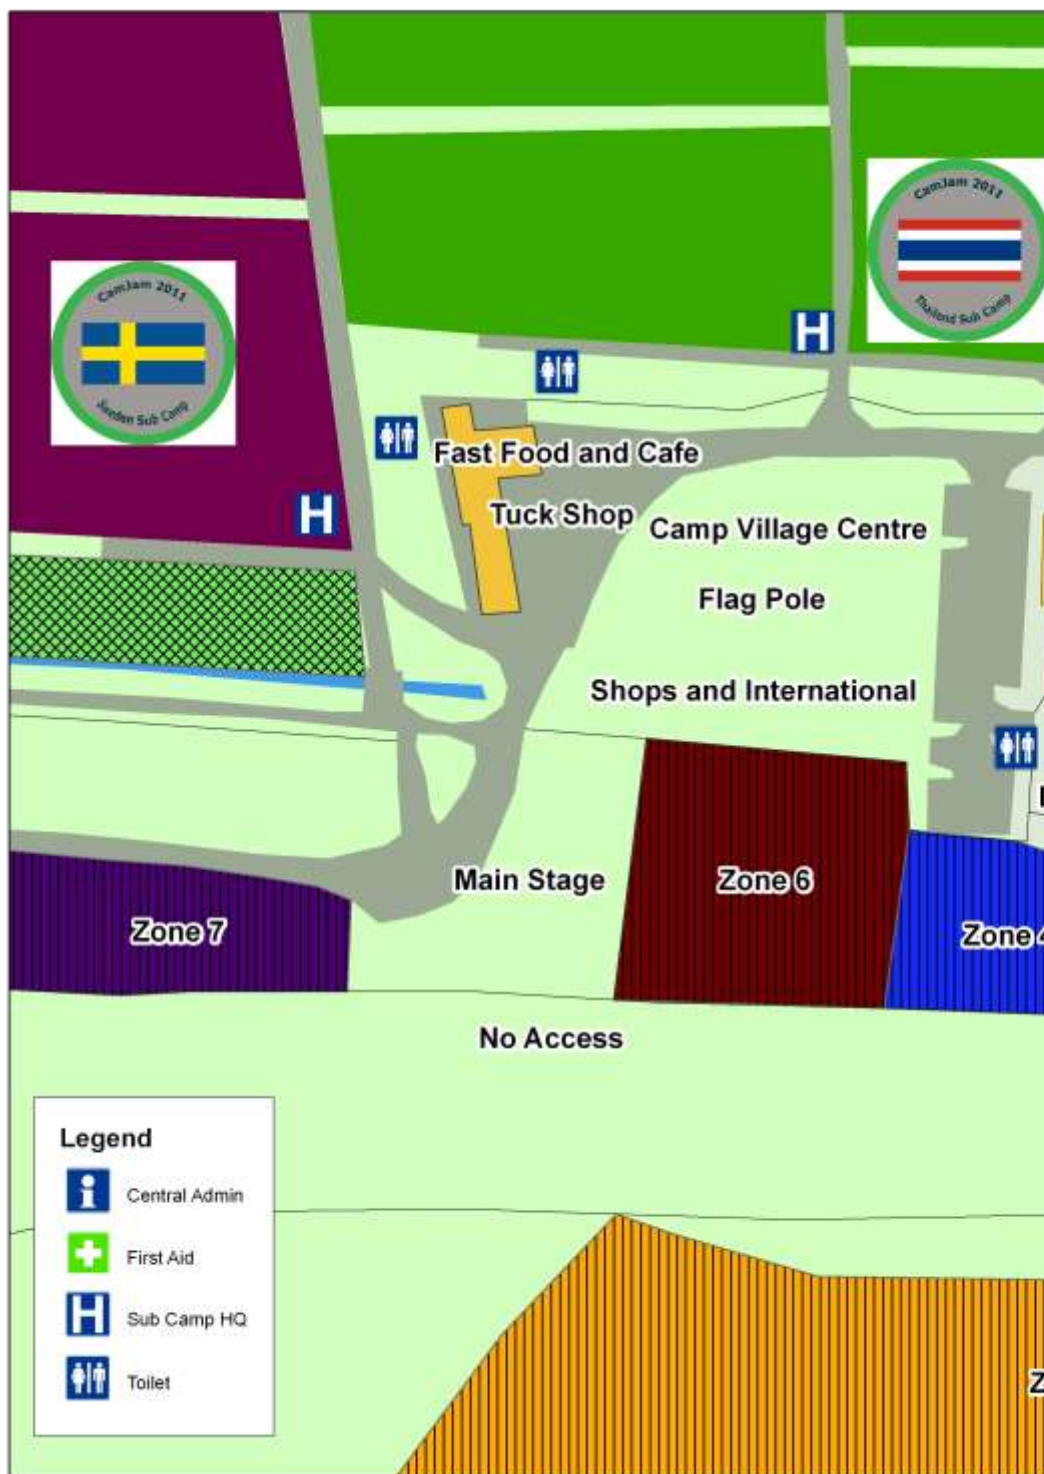 CamJam 2011
Thailand Sub Camp
CamJam 2011
Sweden Sub Camp
H
H
Fast Food and Cafe
Tuck Shop
Camp Village Centre
Flag Pole
Shops and International
Main Stage
Zone 6
Zone 7
Zone 4
No Access
Legend
Central Admin
First Aid
H Sub Camp HQ
Toilet
Z